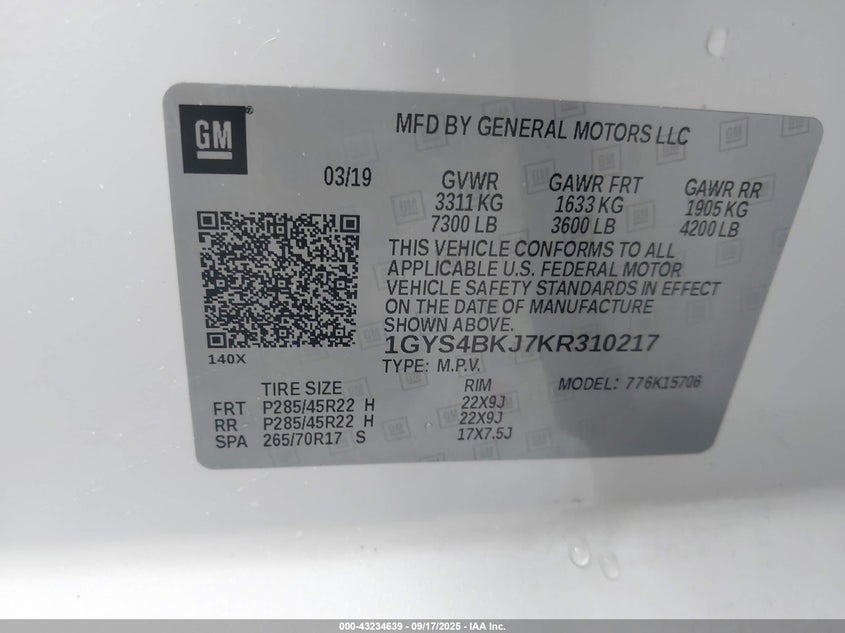 GM
MFD BY GENERAL MOTORS LLC
03/19
GVWR GAWR FRT GAWR RR
3311 KG 1633 KG 1905 KG
7300 LB 3600 LB 4200 LB
THIS VEHICLE CONFORMS TO ALL
APPLICABLE U.S. FEDERAL MOTOR
VEHICLE SAFETY STANDARDS IN EFFECT
ON THE DATE OF MANUFACTURE
SHOWN ABOVE.
1GYS4BKJ7KR310217
140X
TYPE: M.P.V. MODEL: 776K15706
TIRE SIZE RIM
FRT P285/45R22 H 22X9J
RR P285/45R22 H 22X9J
SPA 265/70R17 S 17X7.5J
000-43234639 - 09/17/2025 - IAA Inc.